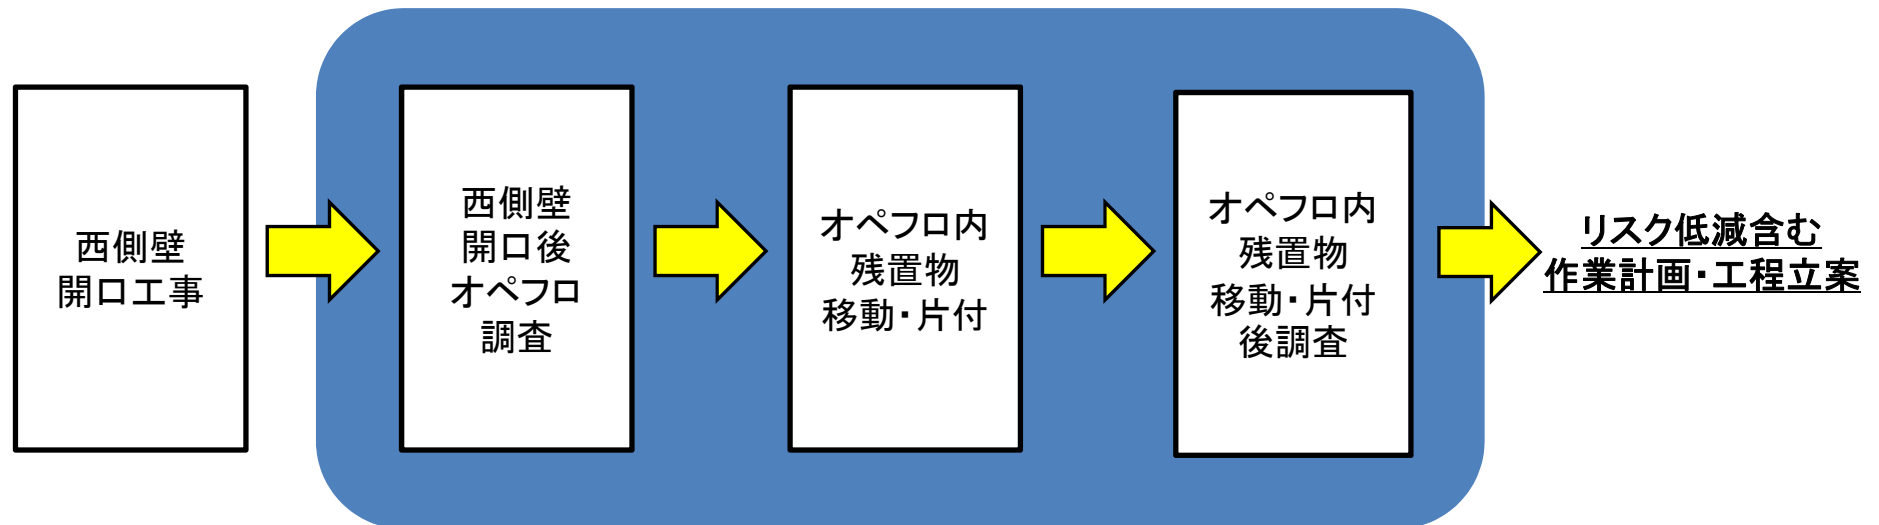 西側壁
開口工事
西側壁
開口後
オペフロ
調査
オペフロ内
残置物
移動・片付
オペフロ内
残置物
移動・片付
後調査
リスク低減含む
作業計画・工程立案